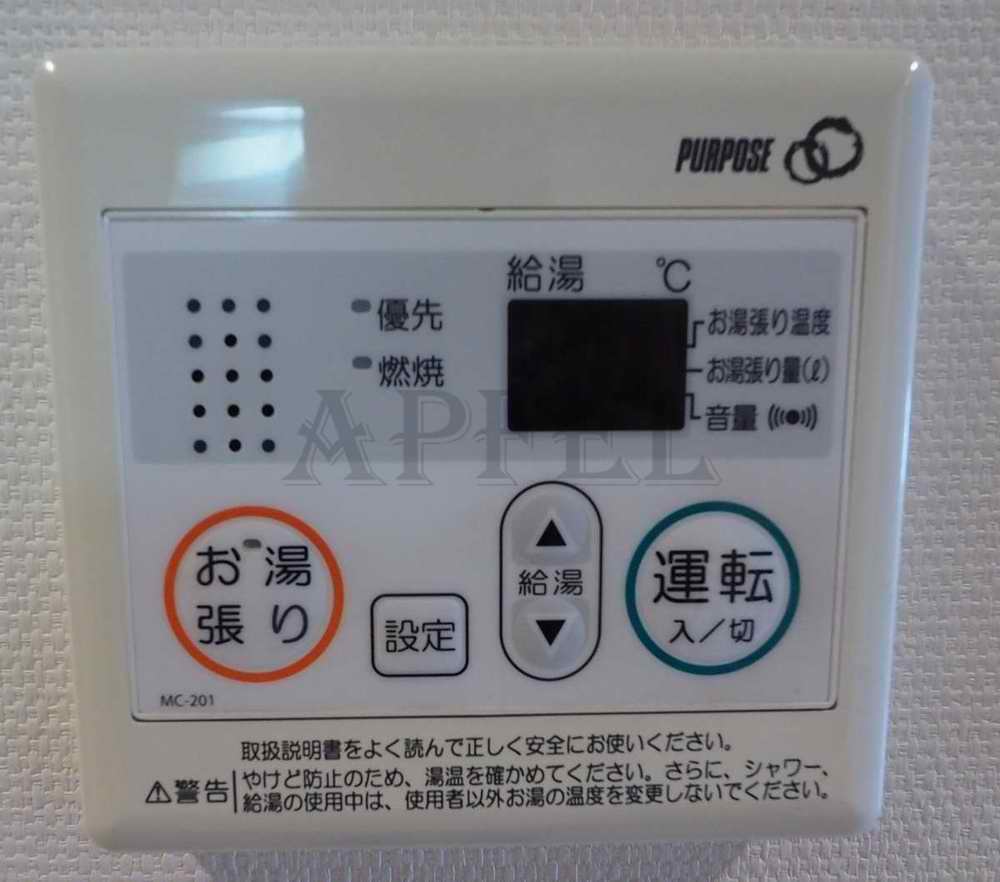 PURPOSE
給湯 ℃
優先
燃焼
お湯張り温度
お湯張り量(ℓ)
音量
APFEL
お湯
張り
設定
▲
給湯
▼
運転
入/切
MC-201
取扱説明書をよく読んで正しく安全にお使いください。
⚠警告
やけど防止のため、湯温を確かめてください。さらに、シャワー、
給湯の使用中は、使用者以外お湯の温度を変更しないでください。